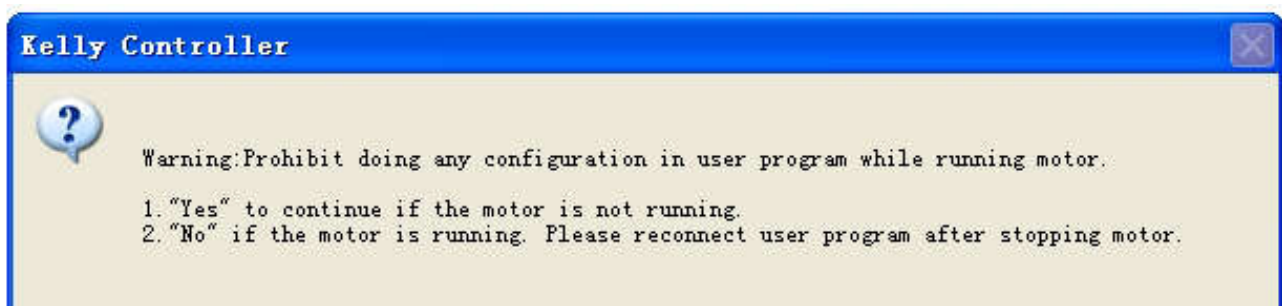 Kelly Controller
Warning:Prohibit doing any configuration in user program while running motor.
1."Yes" to continue if the motor is not running.
2."No" if the motor is running. Please reconnect user program after stopping motor.